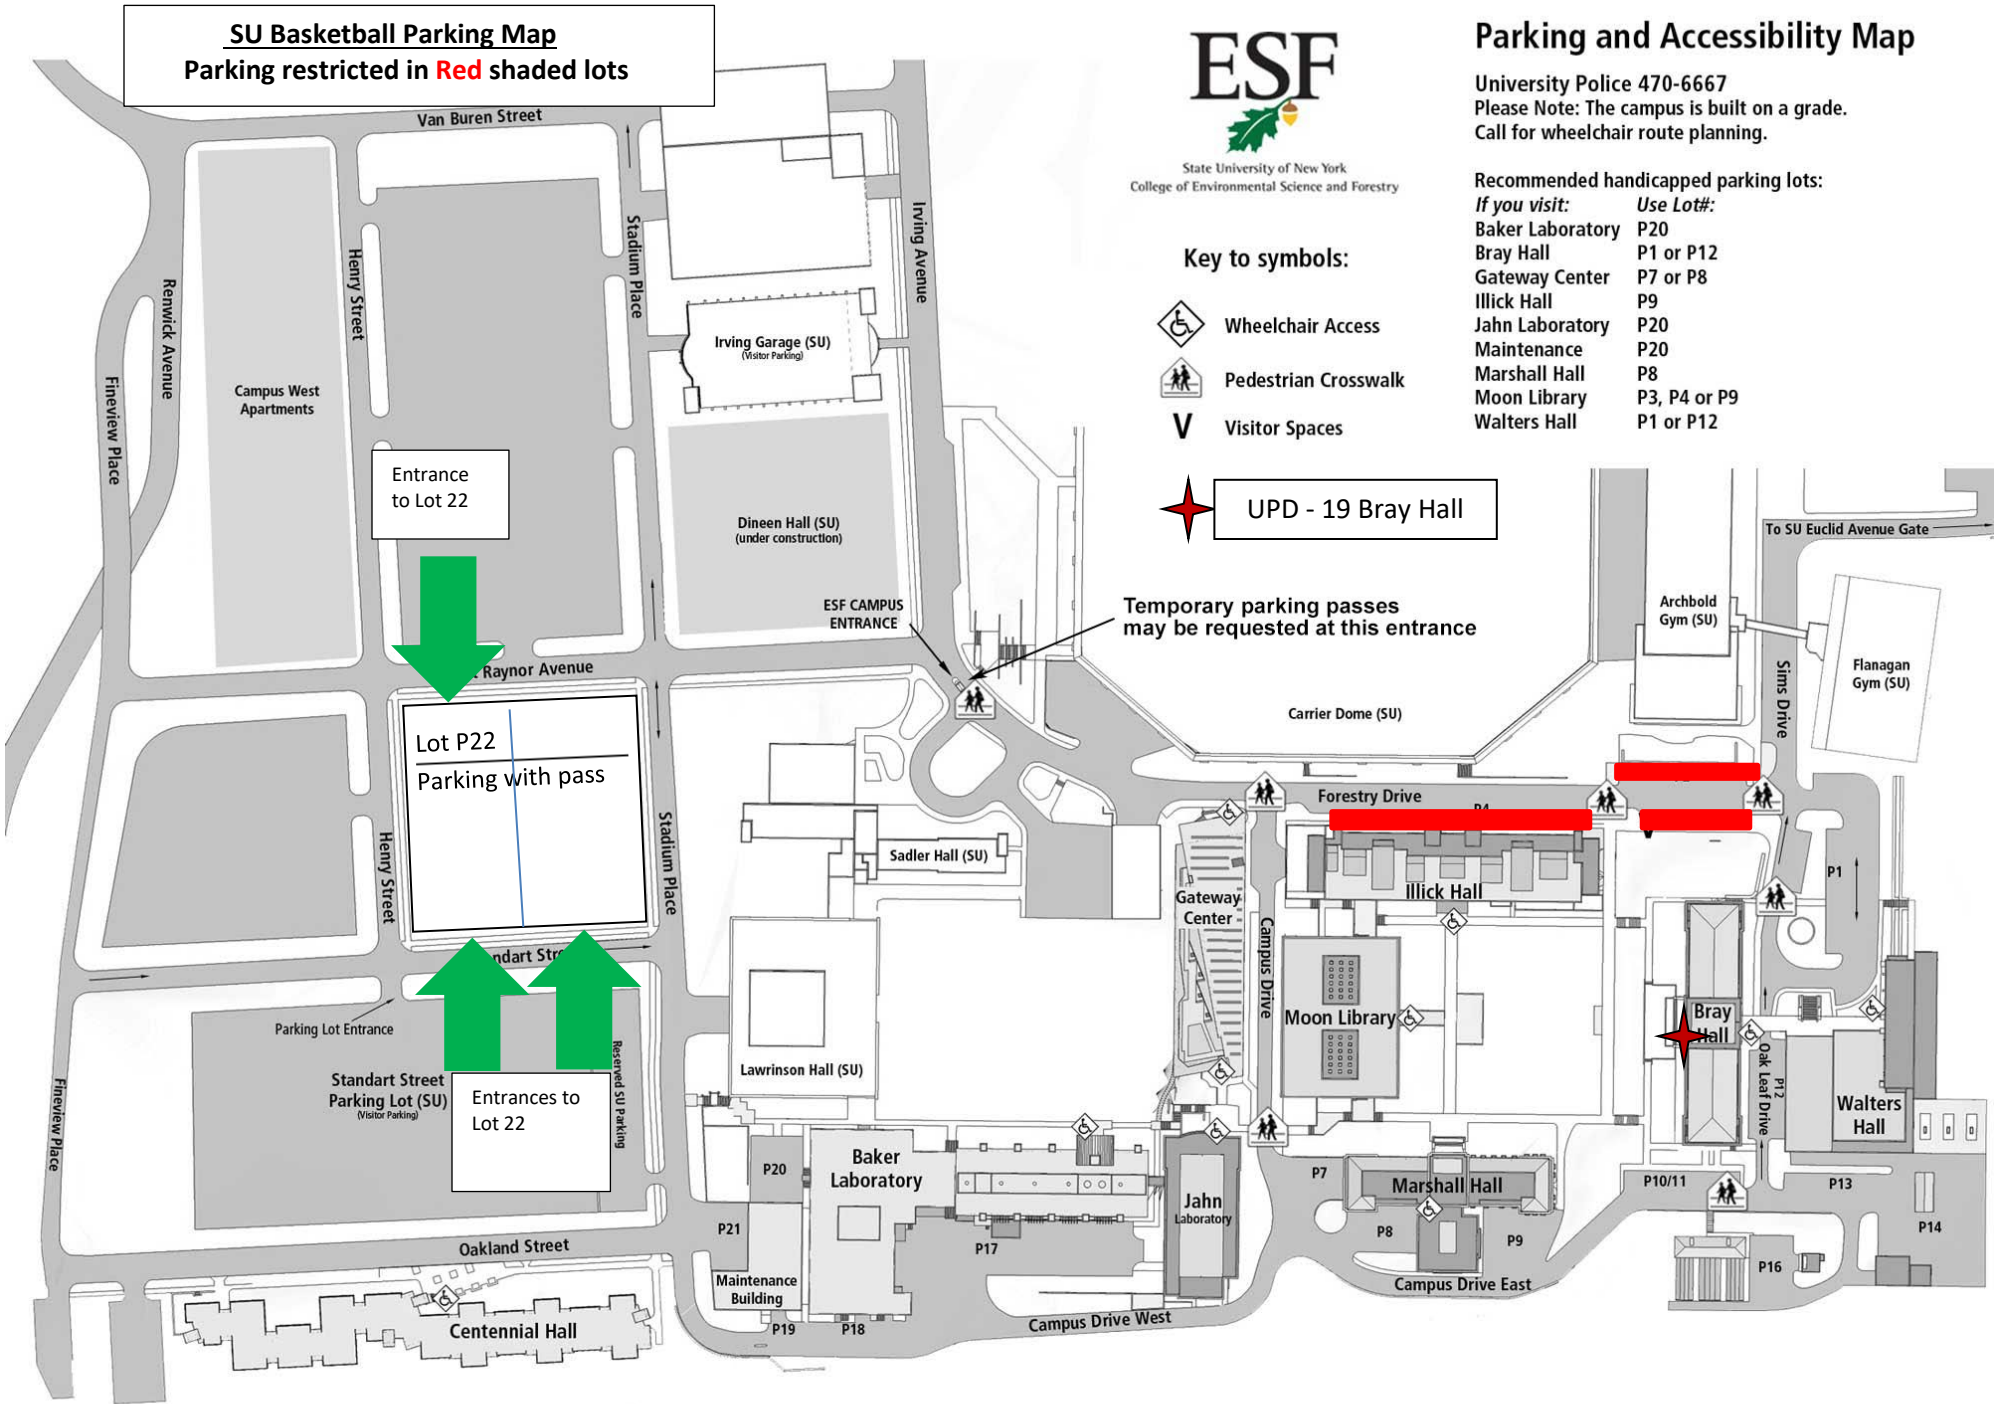 SU Basketball Parking Map
Parking restricted in Red shaded lots
ESF
State University of New York
College of Environmental Science and Forestry
Parking and Accessibility Map
University Police 470-6667
Please Note: The campus is built on a grade.
Call for wheelchair route planning.
Recommended handicapped parking lots:
If you visit: Use Lot#:
Baker Laboratory P20
Bray Hall P1 or P12
Gateway Center P7 or P8
Illick Hall P9
Jahn Laboratory P20
Maintenance P20
Marshall Hall P8
Moon Library P3, P4 or P9
Walters Hall P1 or P12
Key to symbols:
Wheelchair Access
Pedestrian Crosswalk
V Visitor Spaces
UPD - 19 Bray Hall
Van Buren Street
Stadium Place
Irving Avenue
Henry Street
Renwick Avenue
Fineview Place
Irving Garage (SU)
(Visitor Parking)
Campus West
Apartments
Entrance
to Lot 22
Dineen Hall (SU)
(under construction)
To SU Euclid Avenue Gate
ESF CAMPUS
ENTRANCE
Temporary parking passes
may be requested at this entrance
Archbold
Gym (SU)
Flanagan
Gym (SU)
Sims Drive
Raynor Avenue
Carrier Dome (SU)
Lot P22
Parking with pass
Forestry Drive
P4
Henry Street
Stadium Place
Sadler Hall (SU)
Illick Hall
P1
Gateway
Center
Campus Drive
Moon Library
Bray
Hall
Oak Leaf Drive
P12
Parking Lot Entrance
Lawrinson Hall (SU)
Standart Street
Parking Lot (SU)
(Visitor Parking)
Reserved SU Parking
Entrances to
Lot 22
Fineview Place
Walters
Hall
P20
Baker
Laboratory
Jahn
Laboratory
P7
Marshall Hall
P10/11
P13
P14
P21
P17
P8
P9
P16
Oakland Street
Maintenance
Building
Campus Drive East
P19
P18
Campus Drive West
Centennial Hall